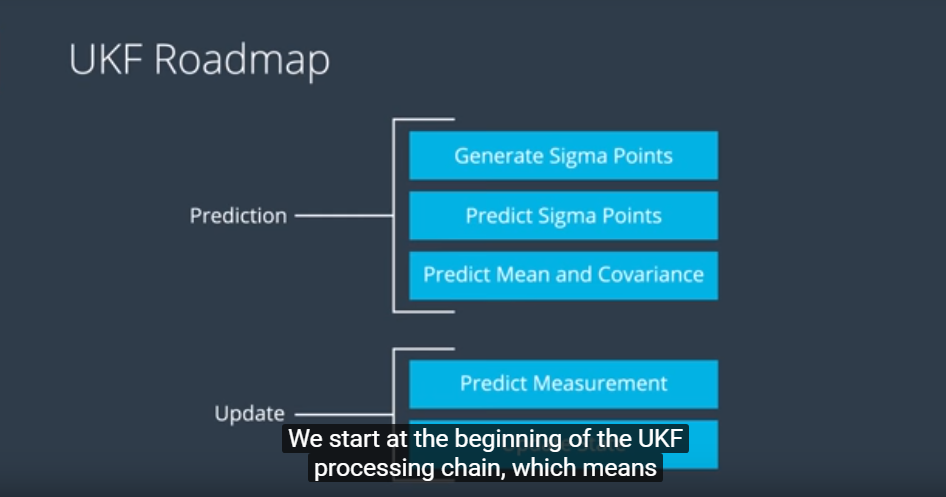 UKF Roadmap
Prediction
Generate Sigma Points
Predict Sigma Points
Predict Mean and Covariance
Update
Predict Measurement
We start at the beginning of the UKF
processing chain, which means